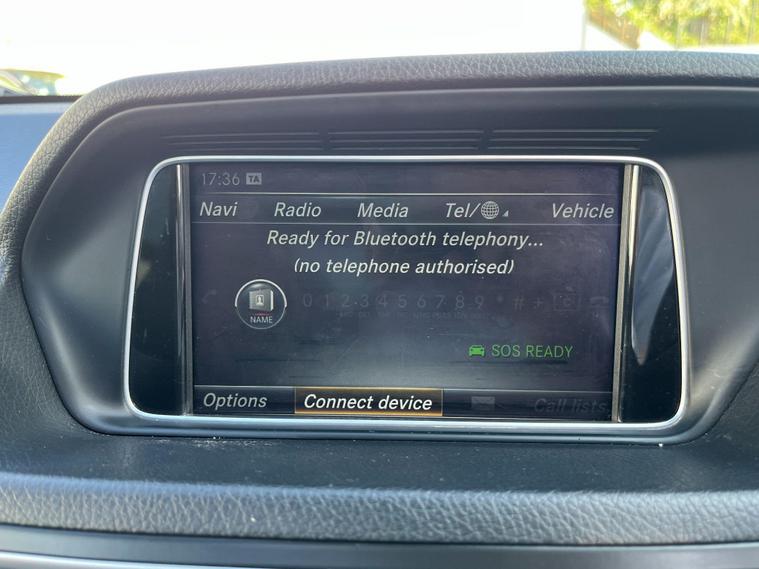 17:36 TA
Navi Radio Media Tel/ Vehicle
Ready for Bluetooth telephony...
(no telephone authorised)
NAME
0 1 2 3 4 5 6 7 8 9 * # +
SOS READY
Options Connect device Call lists